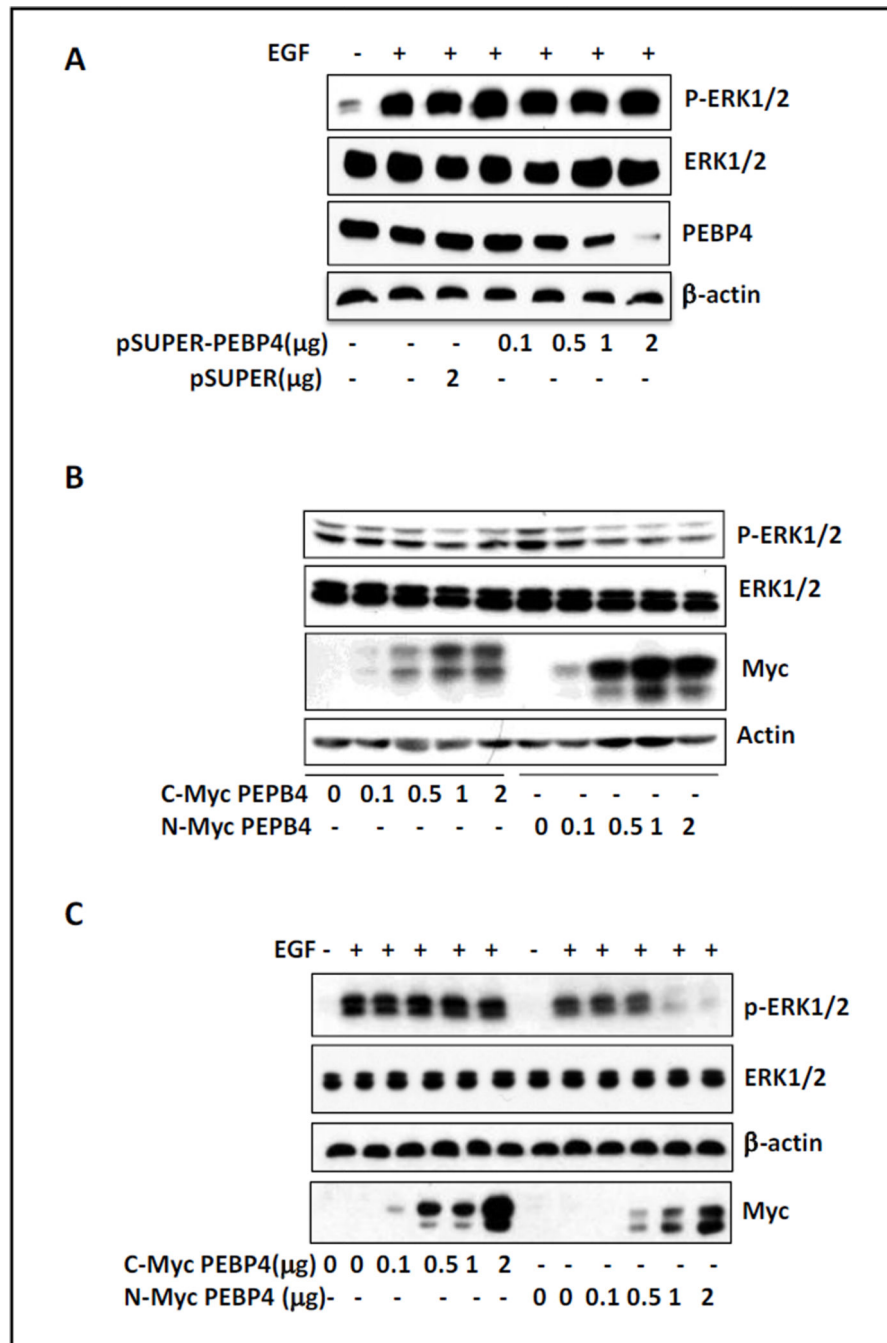 A
EGF - + + + + + +
P-ERK1/2
ERK1/2
PEBP4
β-actin
pSUPER-PEBP4(μg) - - - 0.1 0.5 1 2
pSUPER(μg) - - 2 - - - -
B
P-ERK1/2
ERK1/2
Myc
Actin
C-Myc PEPB4 0 0.1 0.5 1 2 - - - - -
N-Myc PEPB4 - - - - - 0 0.1 0.5 1 2
C
EGF - + + + + + - + + + + +
p-ERK1/2
ERK1/2
β-actin
Myc
C-Myc PEBP4(μg) 0 0 0.1 0.5 1 2 - - - - - -
N-Myc PEBP4 (μg) - - - - - - 0 0 0.1 0.5 1 2